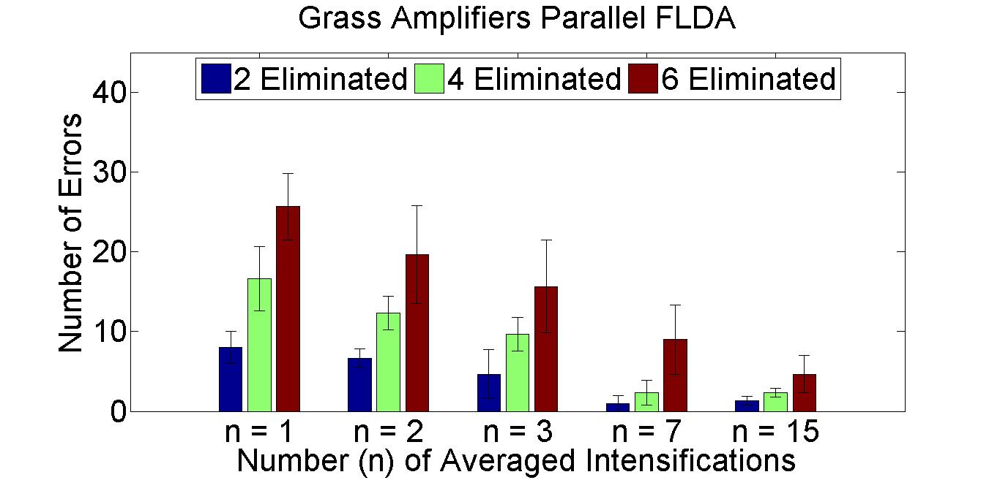 Grass Amplifiers Parallel FLDA
2 Eliminated 4 Eliminated 6 Eliminated
40
30
20
10
0
Number of Errors
n = 1 n = 2 n = 3 n = 7 n = 15
Number (n) of Averaged Intensifications